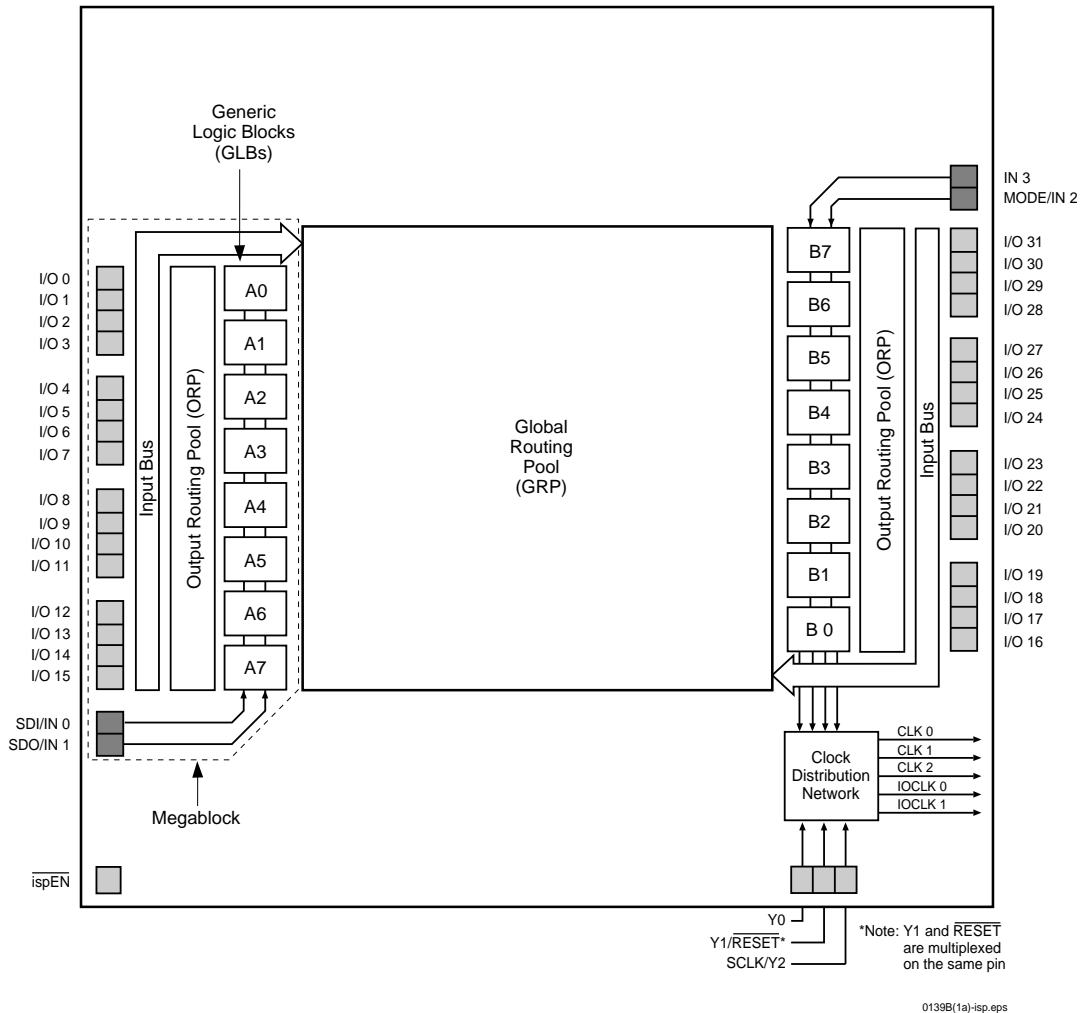 Generic
Logic Blocks
(GLBs)
I/O 0
I/O 1
I/O 2
I/O 3
I/O 4
I/O 5
I/O 6
I/O 7
I/O 8
I/O 9
I/O 10
I/O 11
I/O 12
I/O 13
I/O 14
I/O 15
SDI/IN 0
SDO/IN 1
Input Bus
Output Routing Pool (ORP)
A0
A1
A2
A3
A4
A5
A6
A7
Megablock
ispEN
Global
Routing
Pool
(GRP)
B7
B6
B5
B4
B3
B2
B1
B 0
Output Routing Pool (ORP)
Input Bus
IN 3
MODE/IN 2
I/O 31
I/O 30
I/O 29
I/O 28
I/O 27
I/O 26
I/O 25
I/O 24
I/O 23
I/O 22
I/O 21
I/O 20
I/O 19
I/O 18
I/O 17
I/O 16
Clock
Distribution
Network
CLK 0
CLK 1
CLK 2
IOCLK 0
IOCLK 1
Y0
Y1/RESET*
SCLK/Y2
*Note: Y1 and RESET
are multiplexed
on the same pin
0139B(1a)-isp.eps